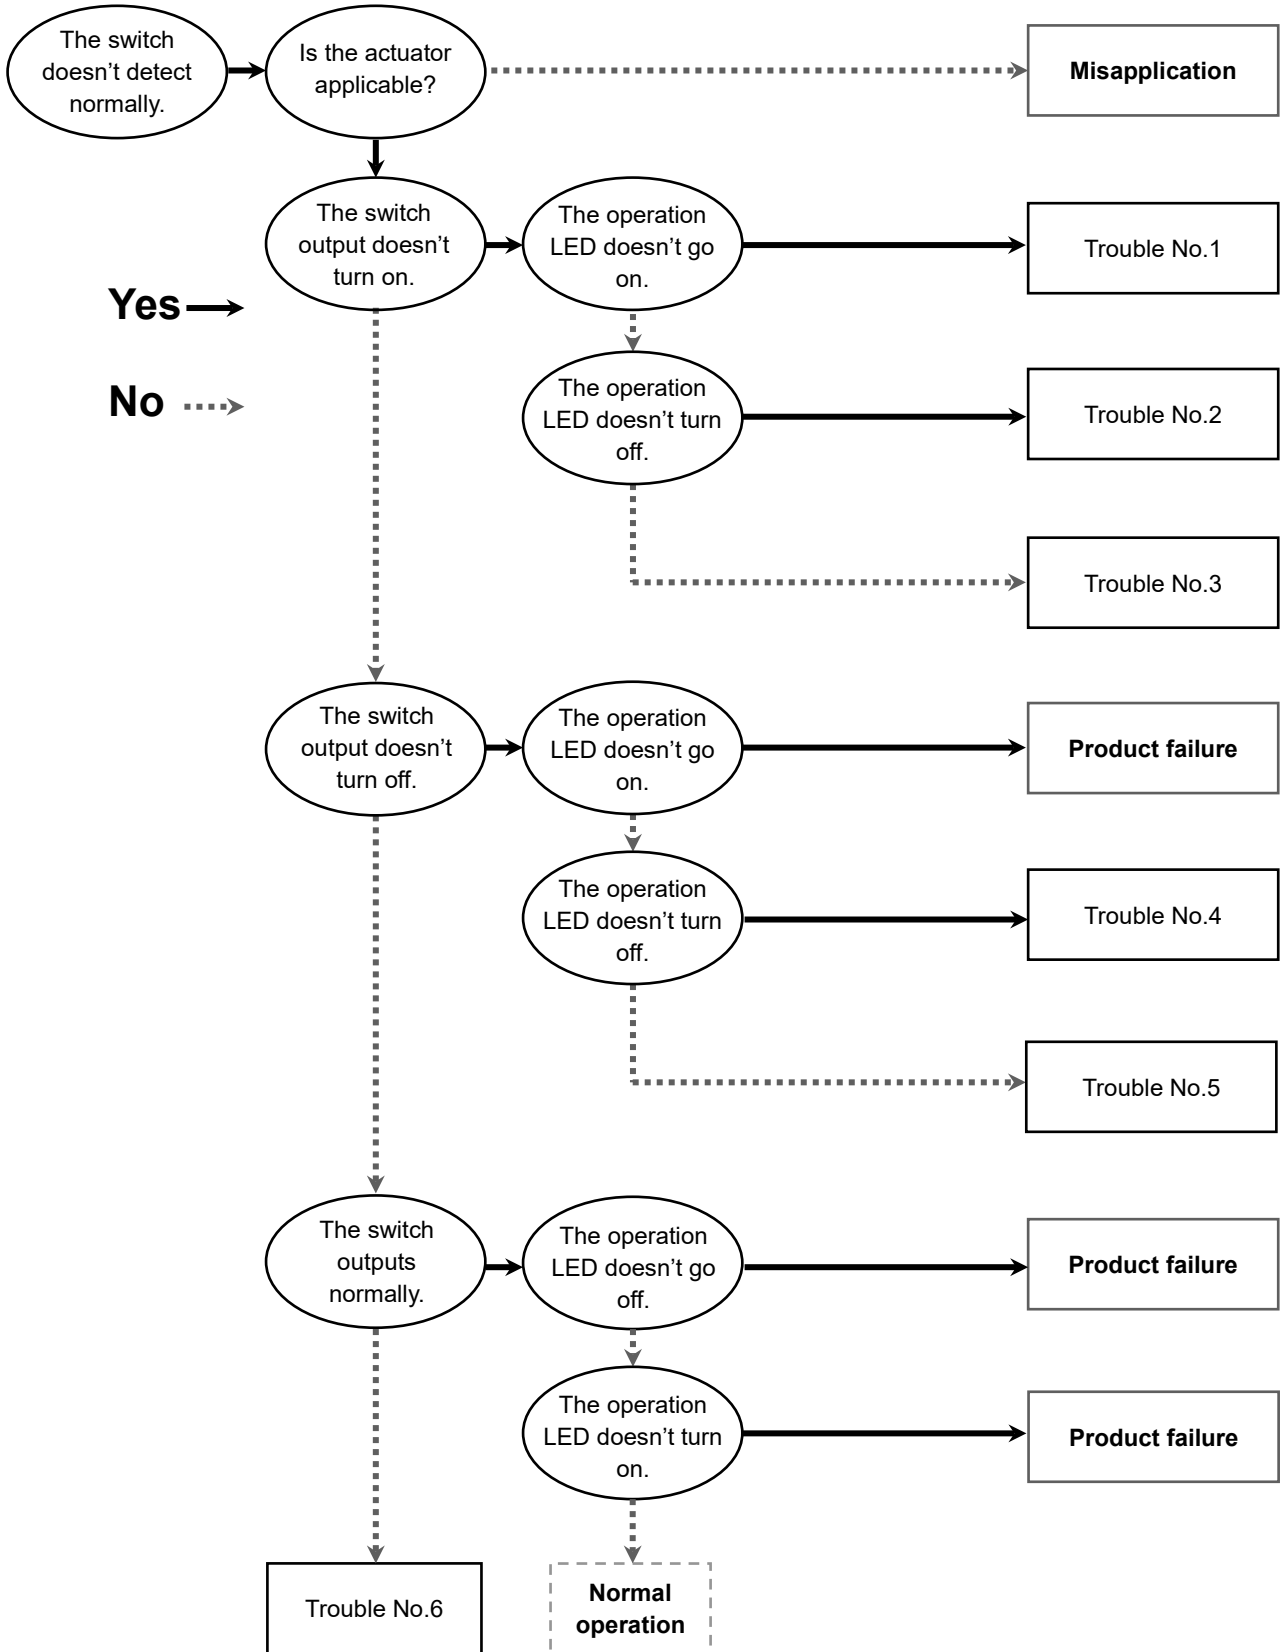 The switch
doesn't detect
normally.
Is the actuator
applicable?
Misapplication
The switch
output doesn't
turn on.
The operation
LED doesn't go
on.
Trouble No.1
Yes
No
The operation
LED doesn't turn
off.
Trouble No.2
Trouble No.3
The switch
output doesn't
turn off.
The operation
LED doesn't go
on.
Product failure
The operation
LED doesn't turn
off.
Trouble No.4
Trouble No.5
The switch
outputs
normally.
The operation
LED doesn't go
off.
Product failure
The operation
LED doesn't turn
on.
Product failure
Trouble No.6
Normal
operation